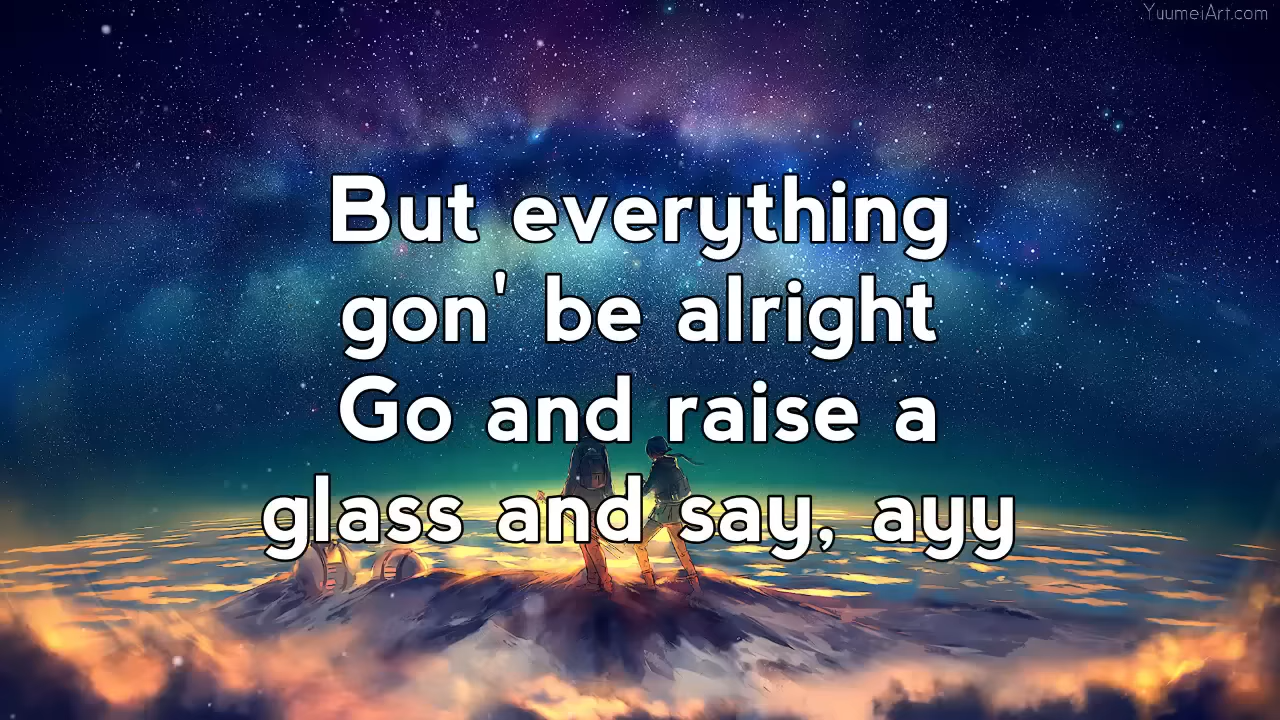 YuumeiArt.com
But everything
gon' be alright
Go and raise a
glass and say, ayy